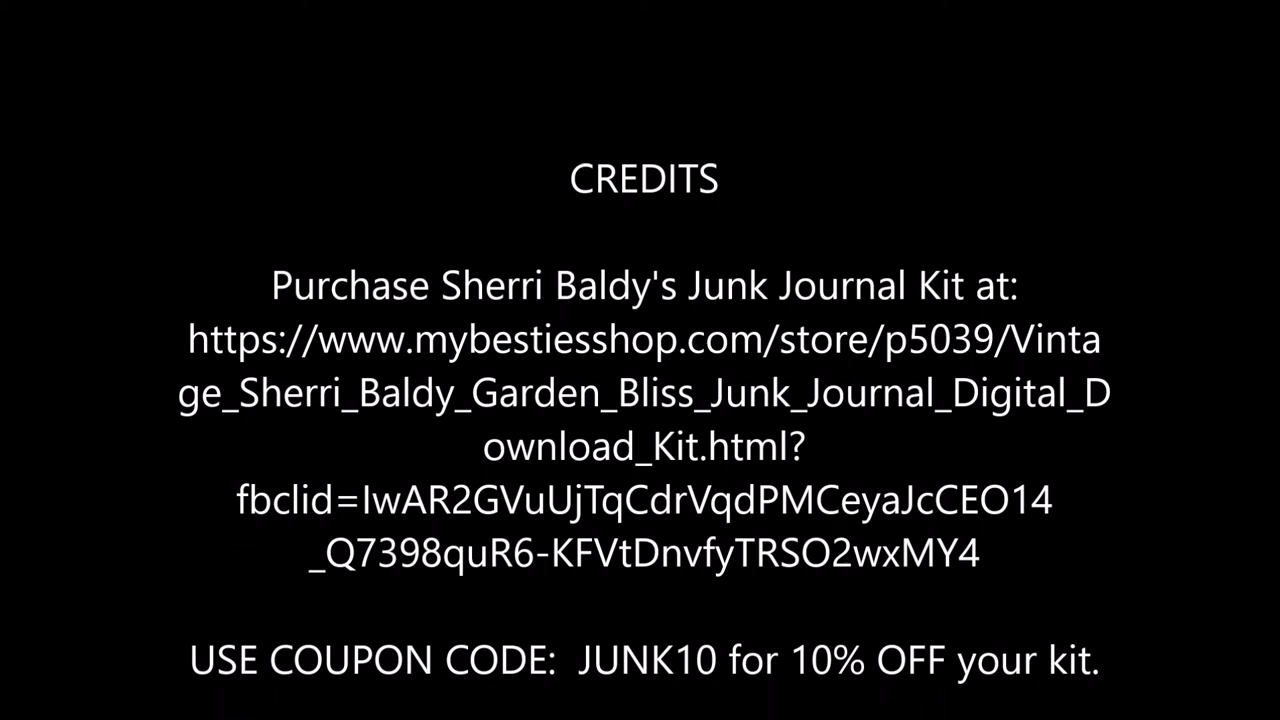 CREDITS
Purchase Sherri Baldy's Junk Journal Kit at:
https://www.mybestiesshop.com/store/p5039/Vinta
ge_Sherri_Baldy_Garden_Bliss_Junk_Journal_Digital_D
ownload_Kit.html?
fbclid=IwAR2GVuUjTqCdrVqdPMCeyaJcCEO14
_Q7398quR6-KFVtDnvfyTRSO2wxMY4
USE COUPON CODE:  JUNK10 for 10% OFF your kit.